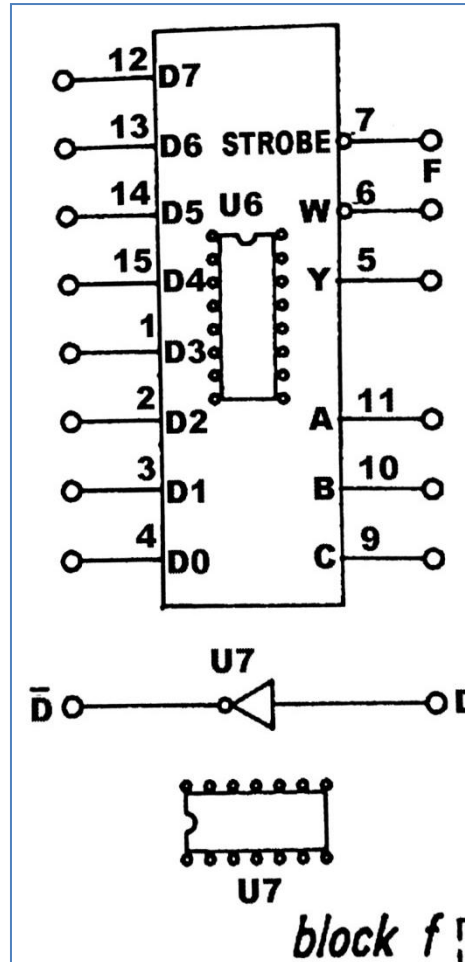 12 D7
13 D6 STROBE 7
F
14 D5 U6 W 6
15 D4 Y 5
1 D3
2 D2 A 11
3 D1 B 10
4 D0 C 9
U7
D̅ D
U7
block f